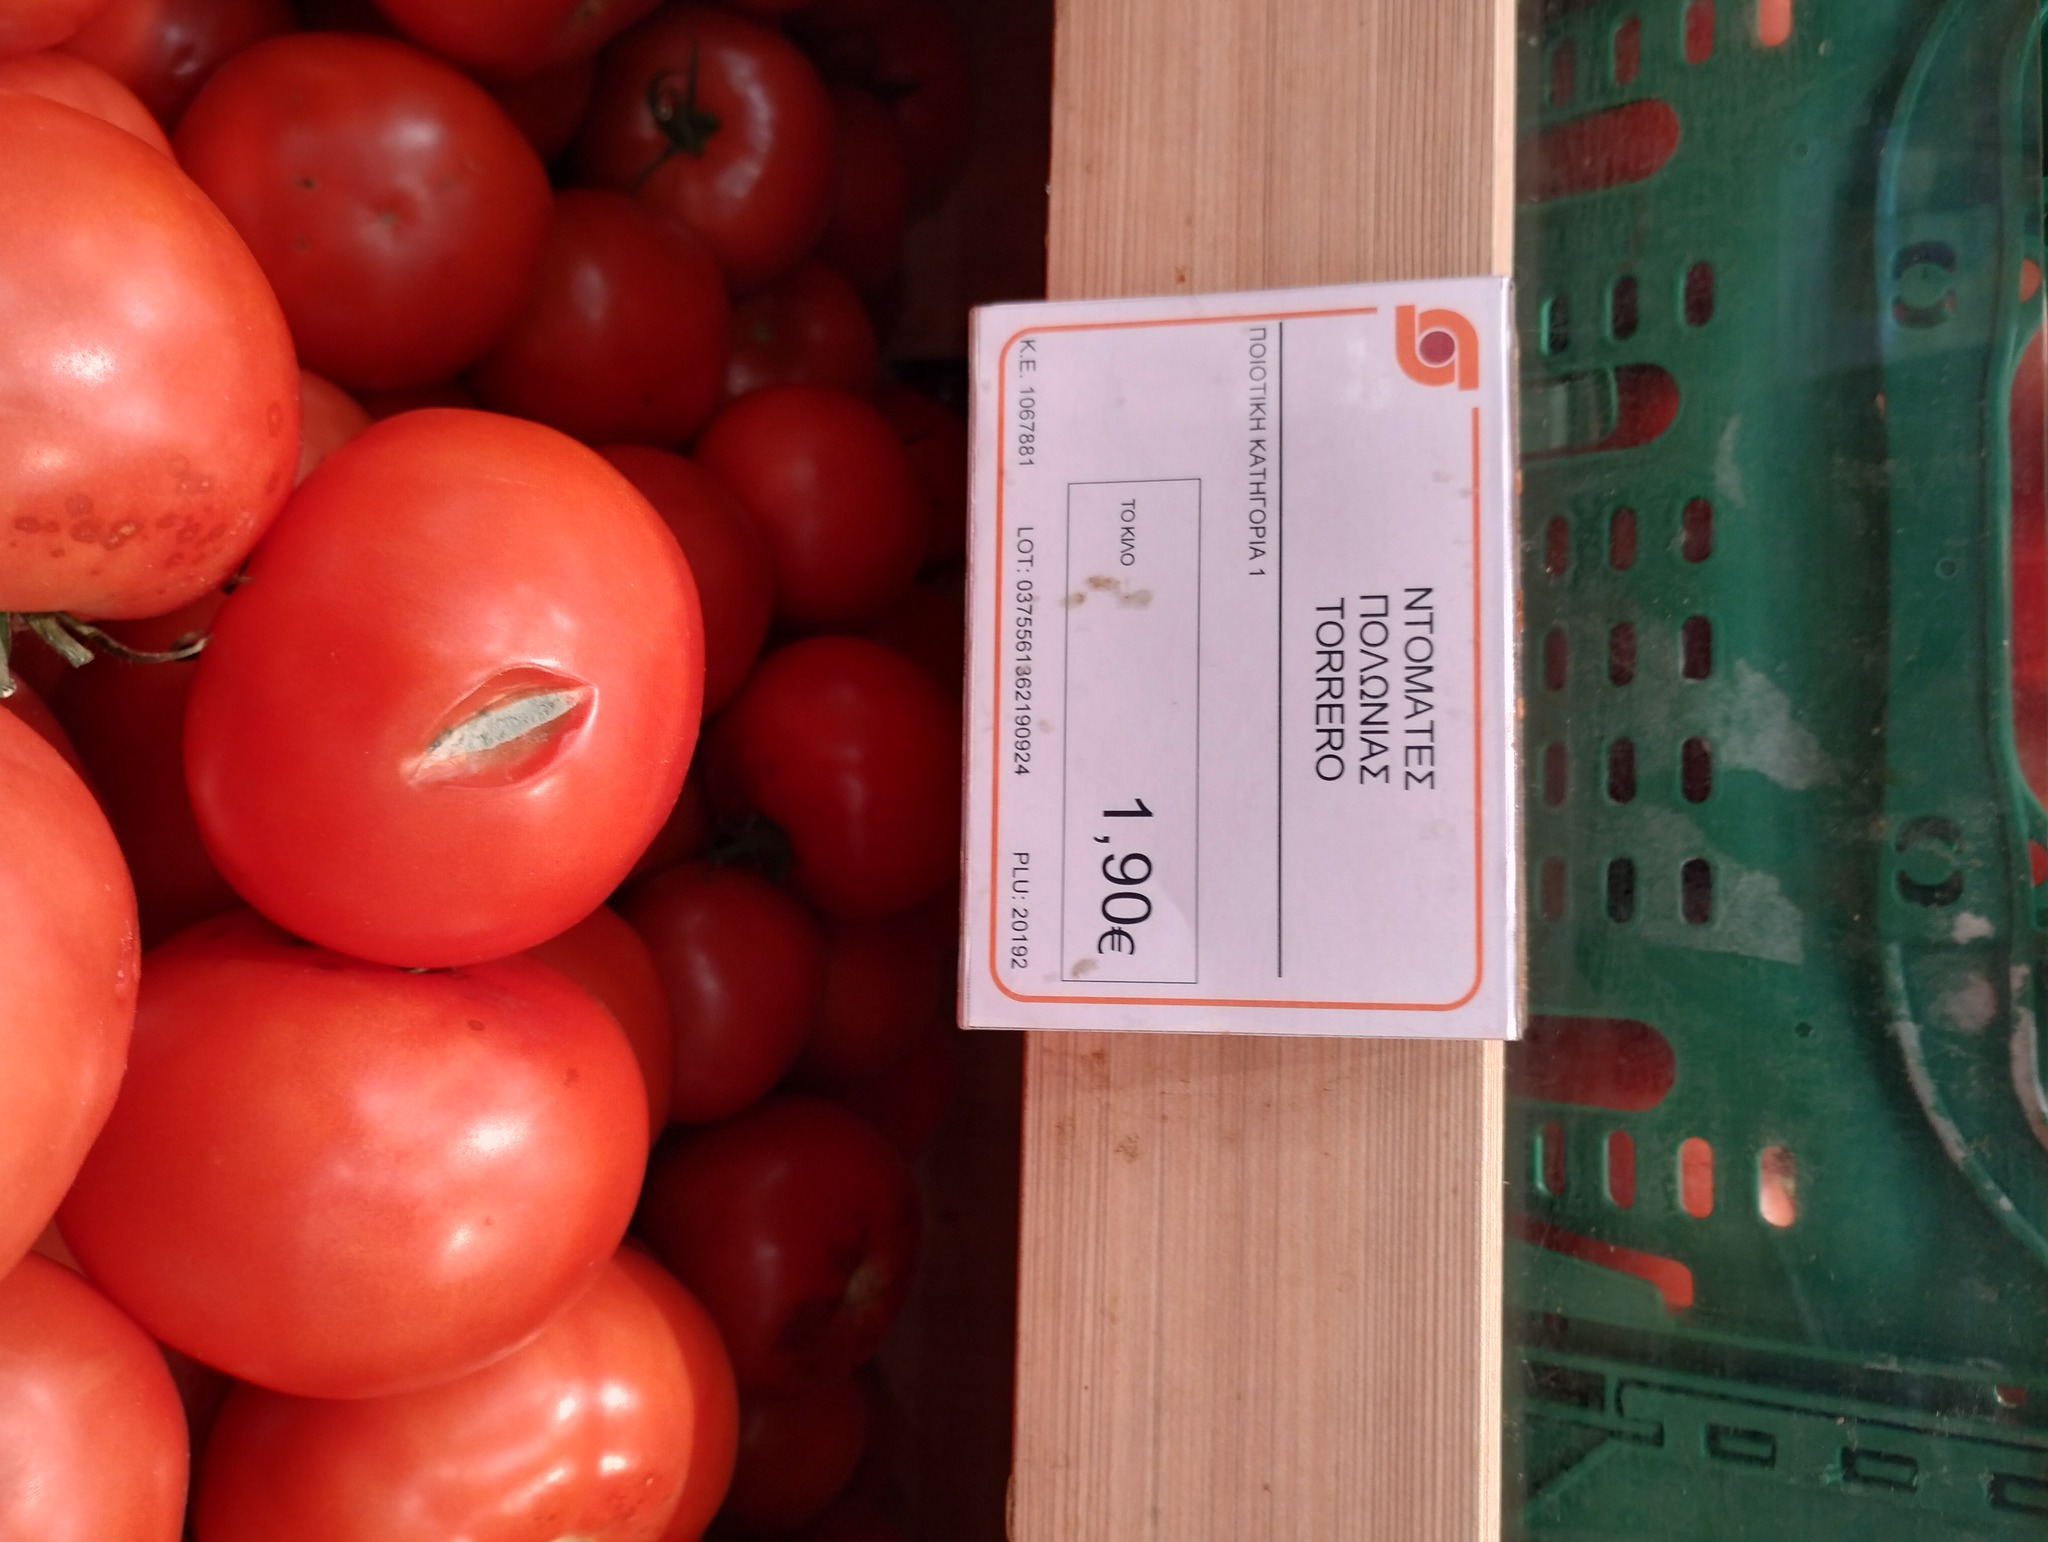 ΝΤΟΜΑΤΕΣ
ΠΟΛΩΝΙΑΣ
TORRERO
ΠΟΙΟΤΙΚΗ ΚΑΤΗΓΟΡΙΑ 1
ΤΟ ΚΙΛΟ 1,90€
Κ.Ε. 1067881 LOT: 0375561362190924 PLU: 20192